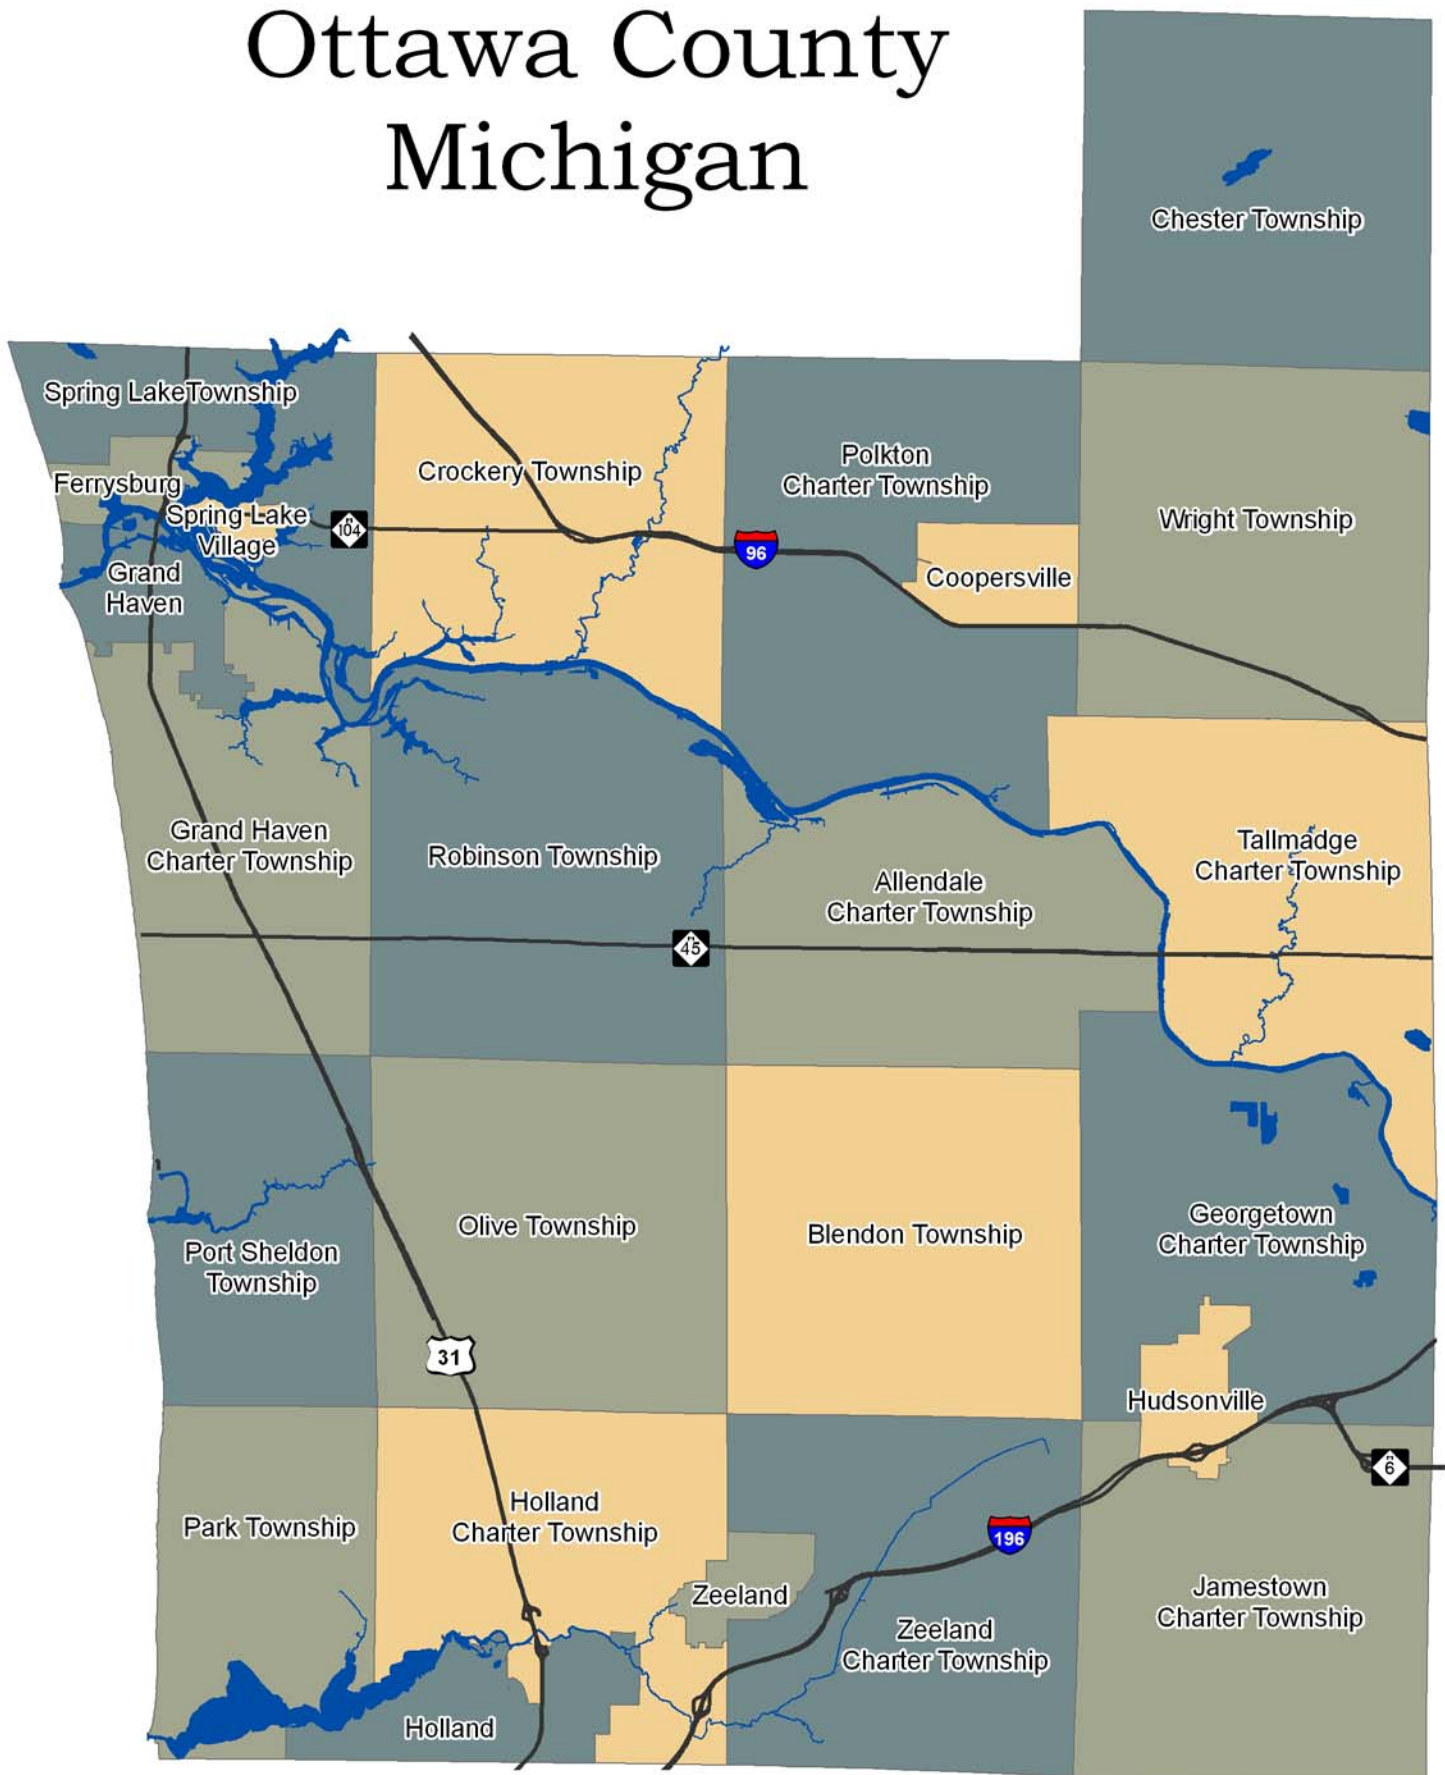 Ottawa County
Michigan
Chester Township
Spring LakeTownship
Crockery Township
Polkton
Charter Township
Ferrysburg
Spring Lake
Village
M
104
96
Wright Township
Coopersville
Grand
Haven
Grand Haven
Charter Township
Robinson Township
Allendale
Charter Township
Tallmadge
Charter Township
M
45
Port Sheldon
Township
Olive Township
Blendon Township
Georgetown
Charter Township
31
Hudsonville
M
6
Park Township
Holland
Charter Township
196
Zeeland
Zeeland
Charter Township
Jamestown
Charter Township
Holland